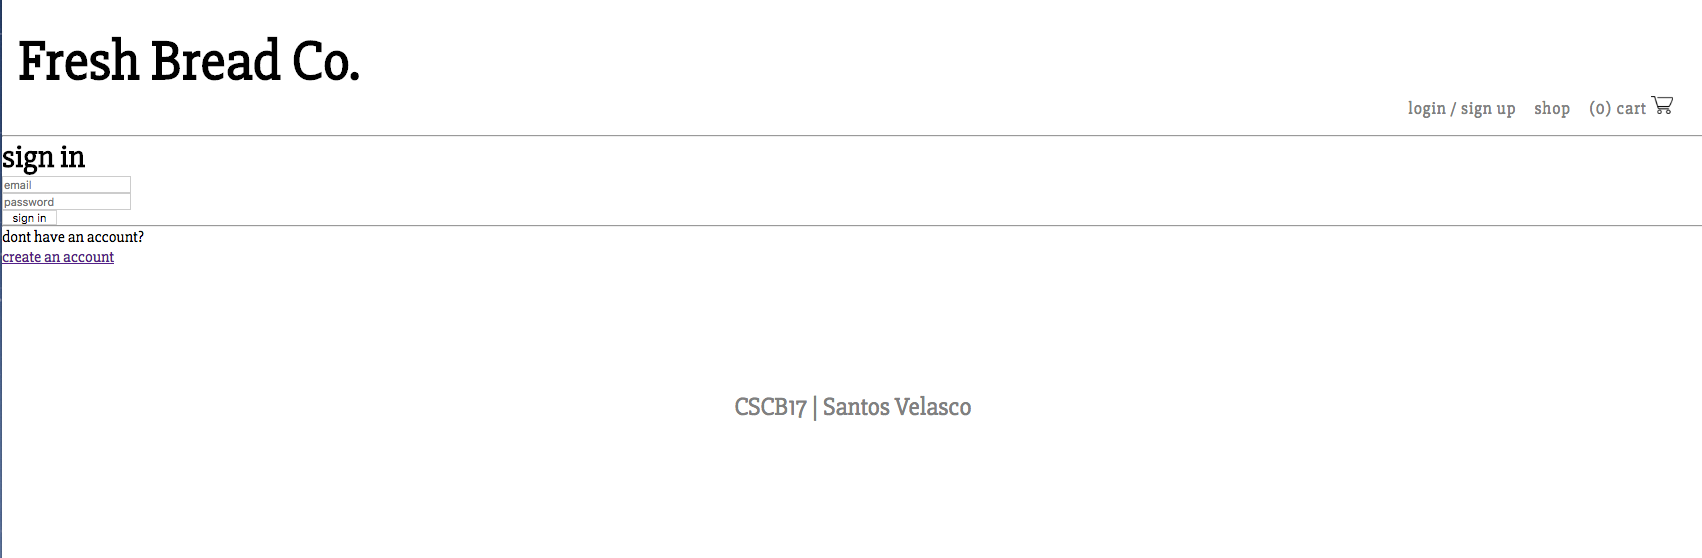 Fresh Bread Co.
login / sign up shop (0) cart
sign in
email
password
sign in
dont have an account?
create an account
CSCB17 | Santos Velasco